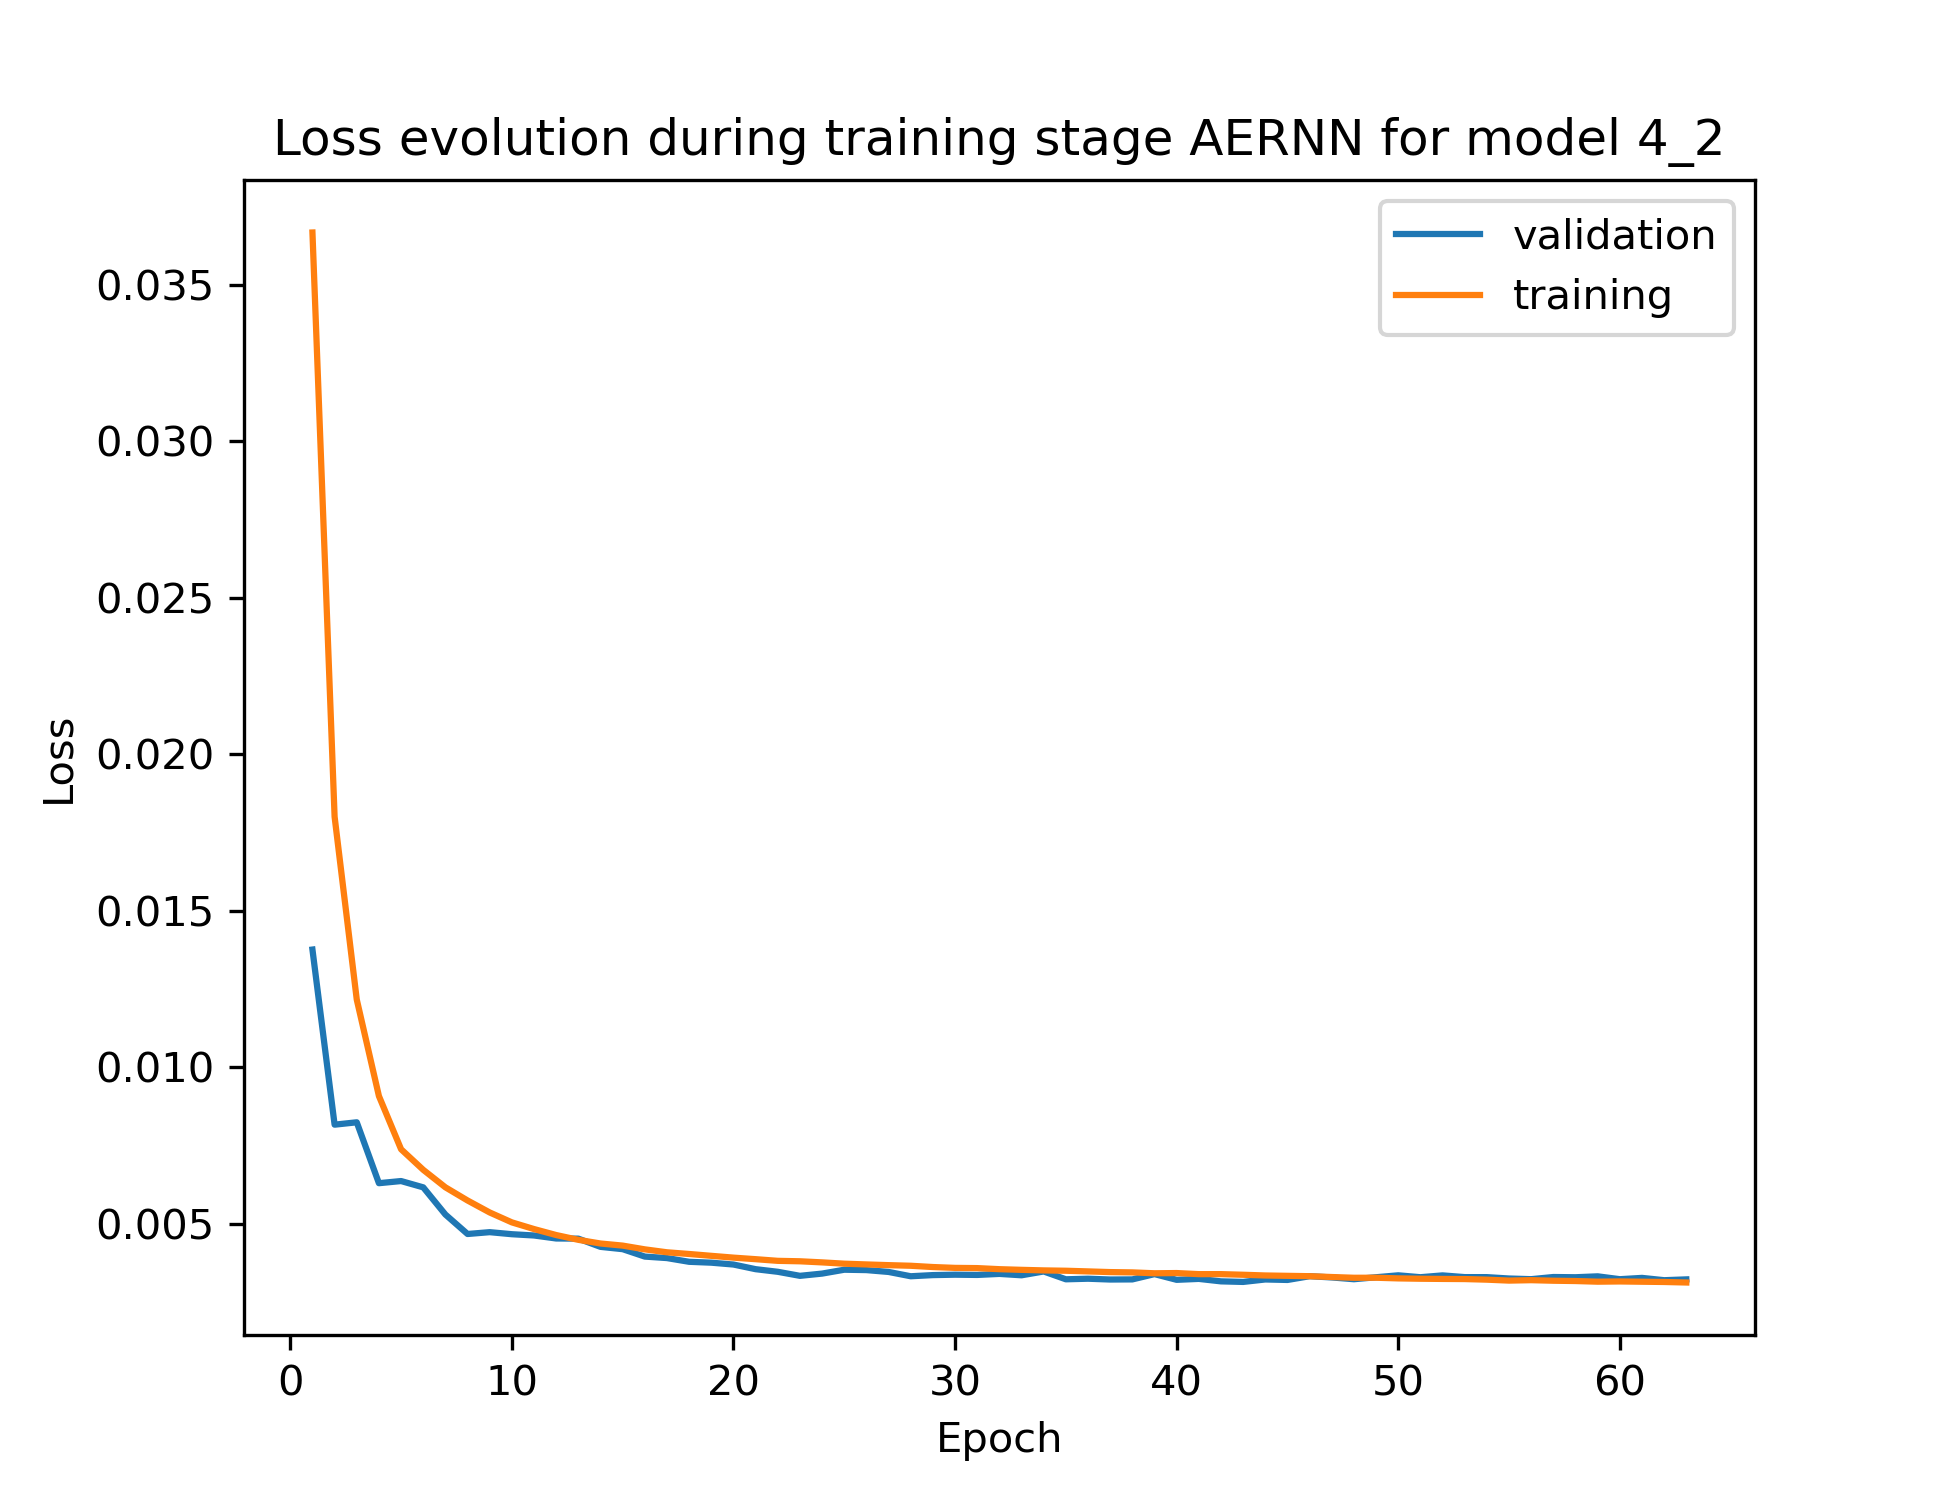 Loss evolution during training stage AERNN for model 4_2
validation
training
0.035
0.030
0.025
0.020
0.015
0.010
0.005
Loss
0 10 20 30 40 50 60
Epoch